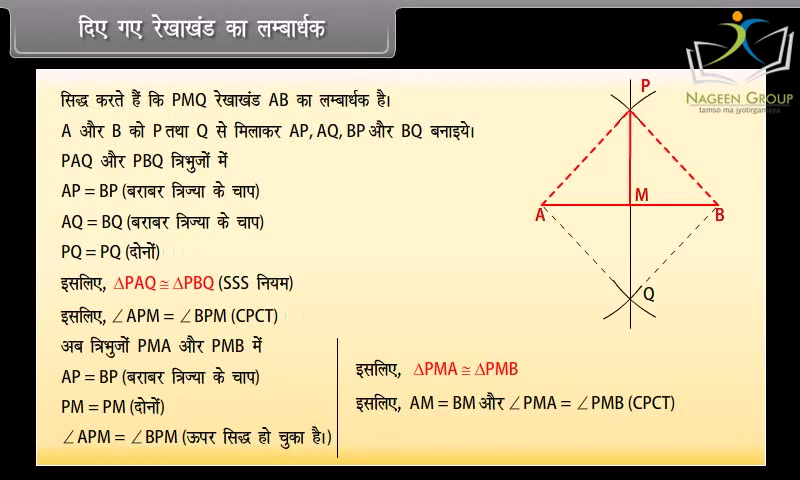 दिए गए रेखाखंड का लम्बार्धक
NAGEEN GROUP
tamso ma jyotirgamaya
सिद्ध करते हैं कि PMQ रेखाखंड AB का लम्बार्धक है।
A और B को P तथा Q से मिलाकर AP, AQ, BP और BQ बनाइये।
PAQ और PBQ त्रिभुजों में
AP = BP (बराबर त्रिज्या के चाप)
AQ = BQ (बराबर त्रिज्या के चाप)
PQ = PQ (दोनों)
इसलिए, ΔPAQ ≅ ΔPBQ (SSS नियम)
इसलिए, ∠APM = ∠BPM (CPCT)
अब त्रिभुजों PMA और PMB में
AP = BP (बराबर त्रिज्या के चाप)
PM = PM (दोनों)
∠APM = ∠BPM (ऊपर सिद्ध हो चुका है।)
इसलिए, ΔPMA ≅ ΔPMB
इसलिए, AM = BM और ∠PMA = ∠PMB (CPCT)
P
M
A
B
Q